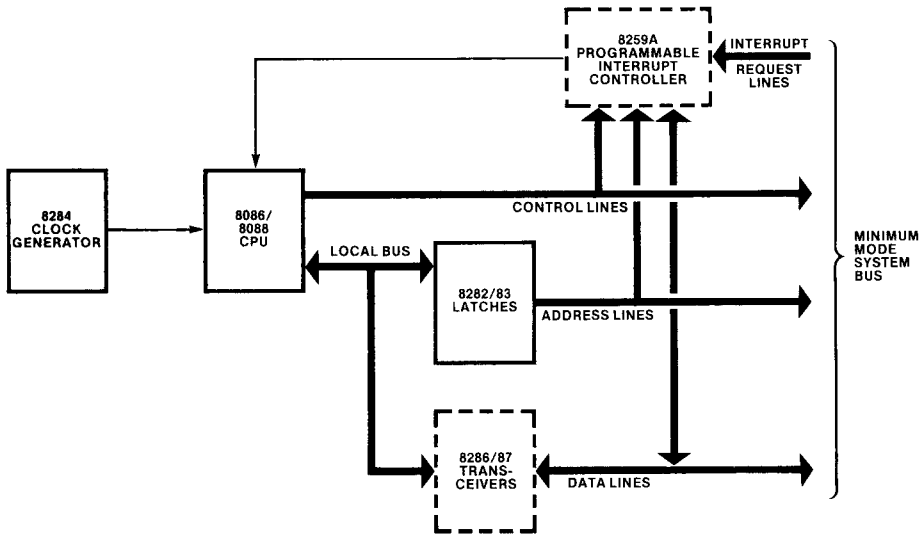 8259A
PROGRAMMABLE
INTERRUPT
CONTROLLER
INTERRUPT
REQUEST
LINES
8284
CLOCK
GENERATOR
8086/
8088
CPU
CONTROL LINES
LOCAL BUS
8282/83
LATCHES
ADDRESS LINES
MINIMUM
MODE
SYSTEM
BUS
8286/87
TRANS-
CEIVERS
DATA LINES